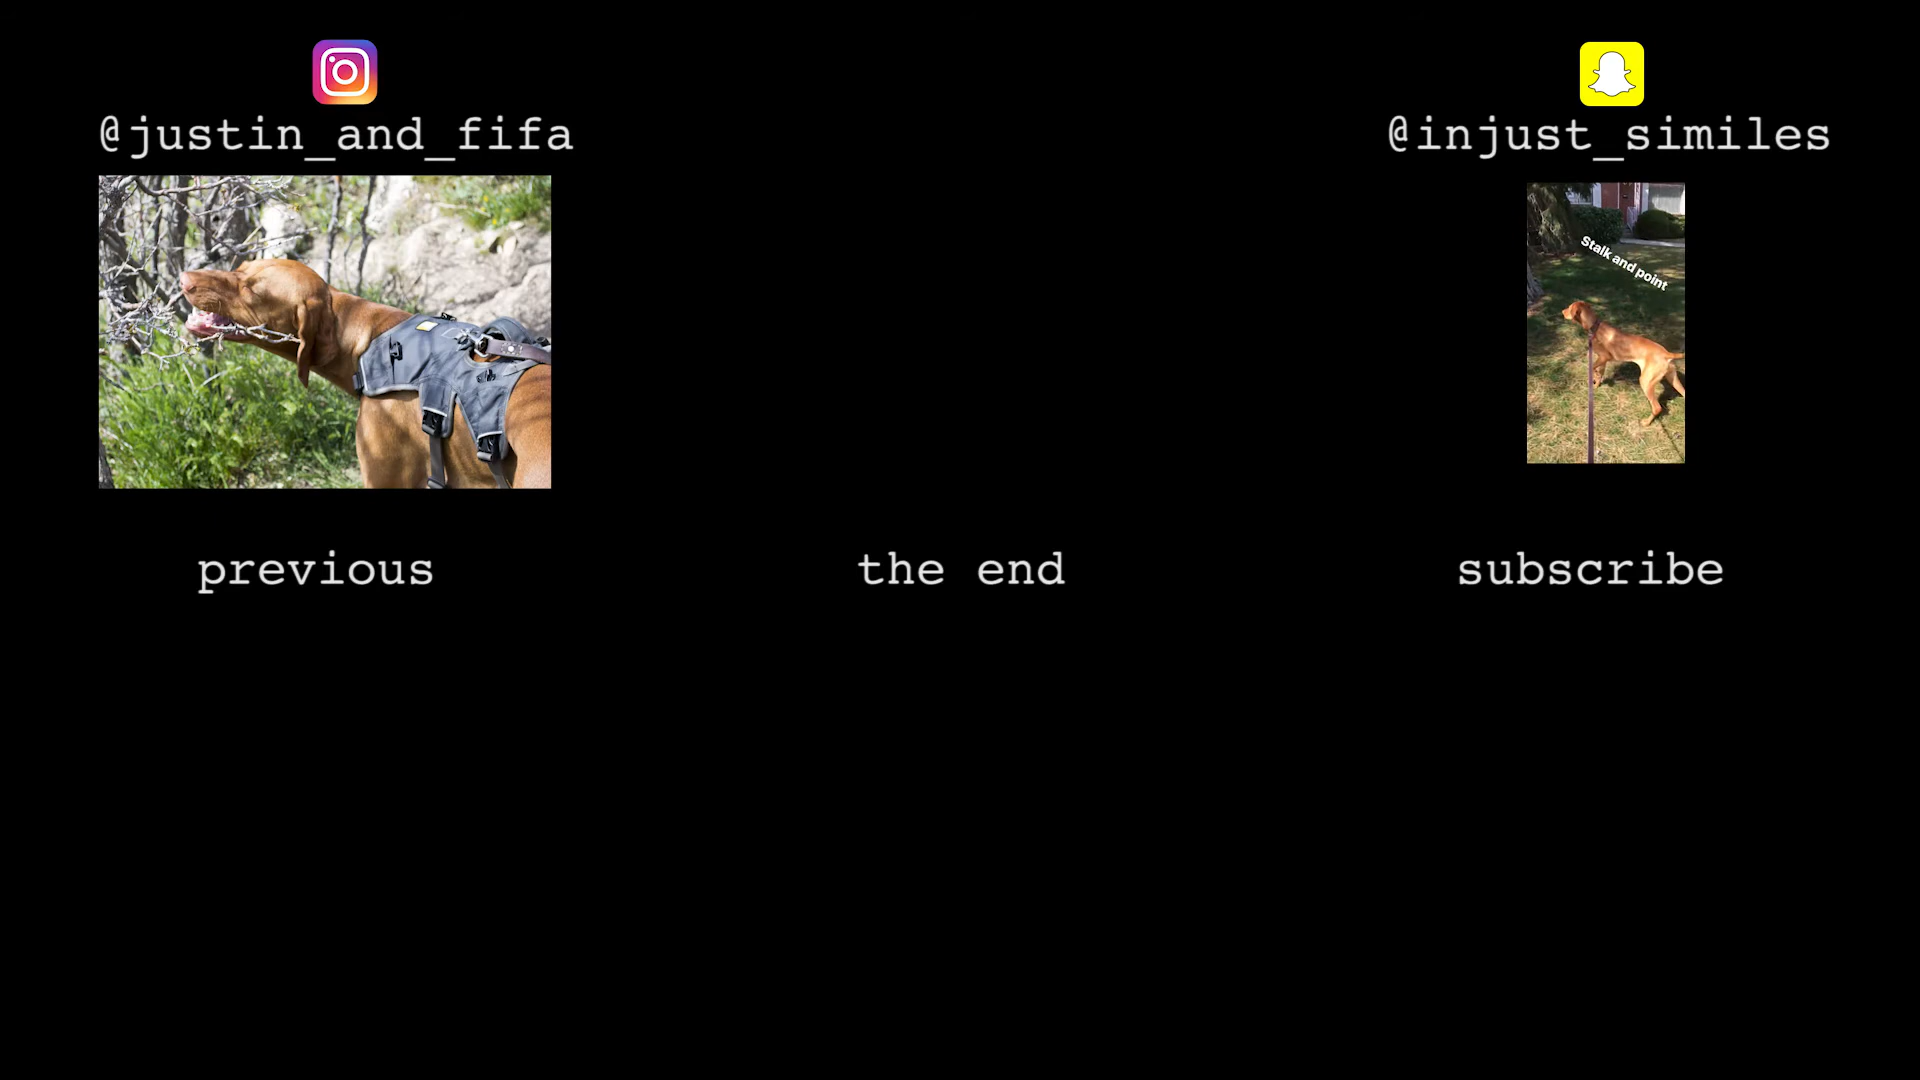 @justin_and_fifa
@injust_similes
Stalk and point
previous
the end
subscribe